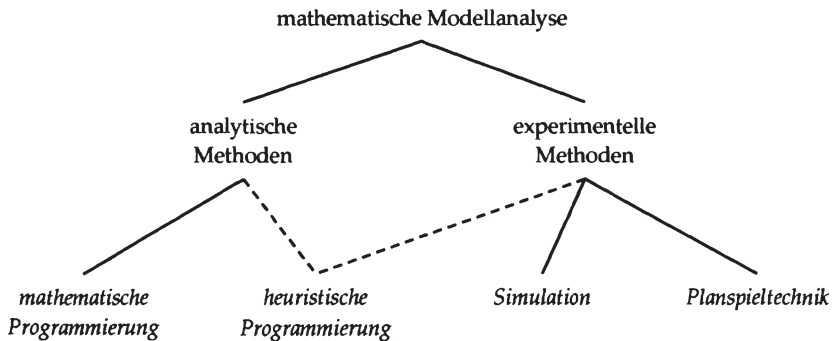 mathematische Modellanalyse
analytische
Methoden
experimentelle
Methoden
mathematische
Programmierung
heuristische
Programmierung
Simulation
Planspieltechnik